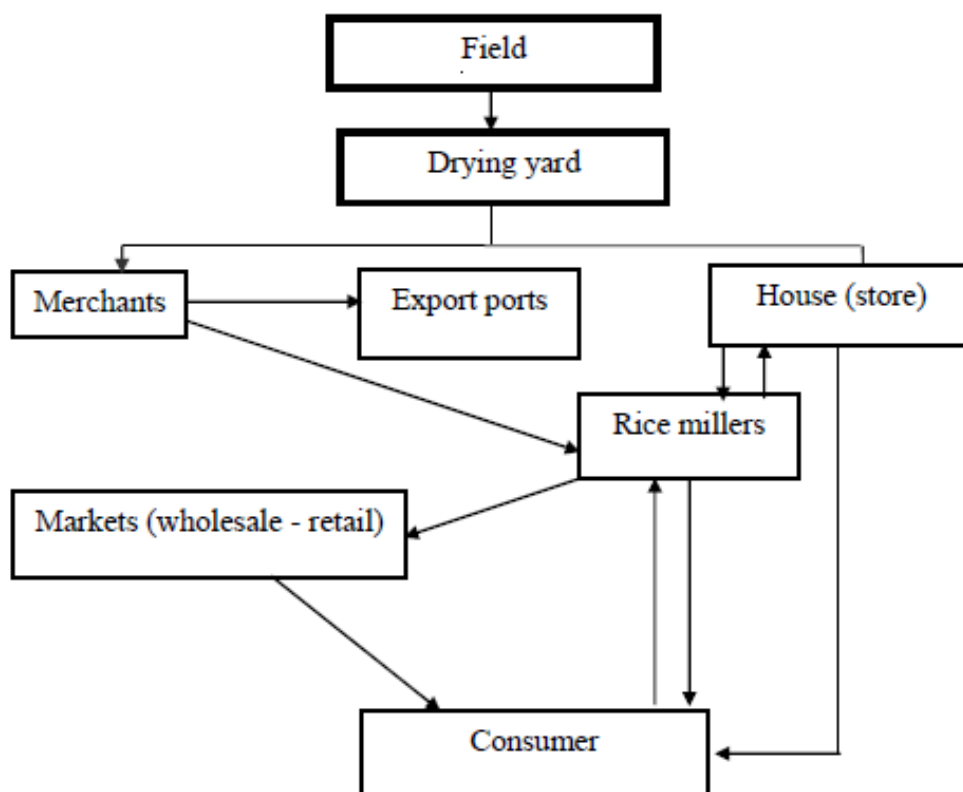 Field
Drying yard
Merchants
Export ports
House (store)
Rice millers
Markets (wholesale - retail)
Consumer